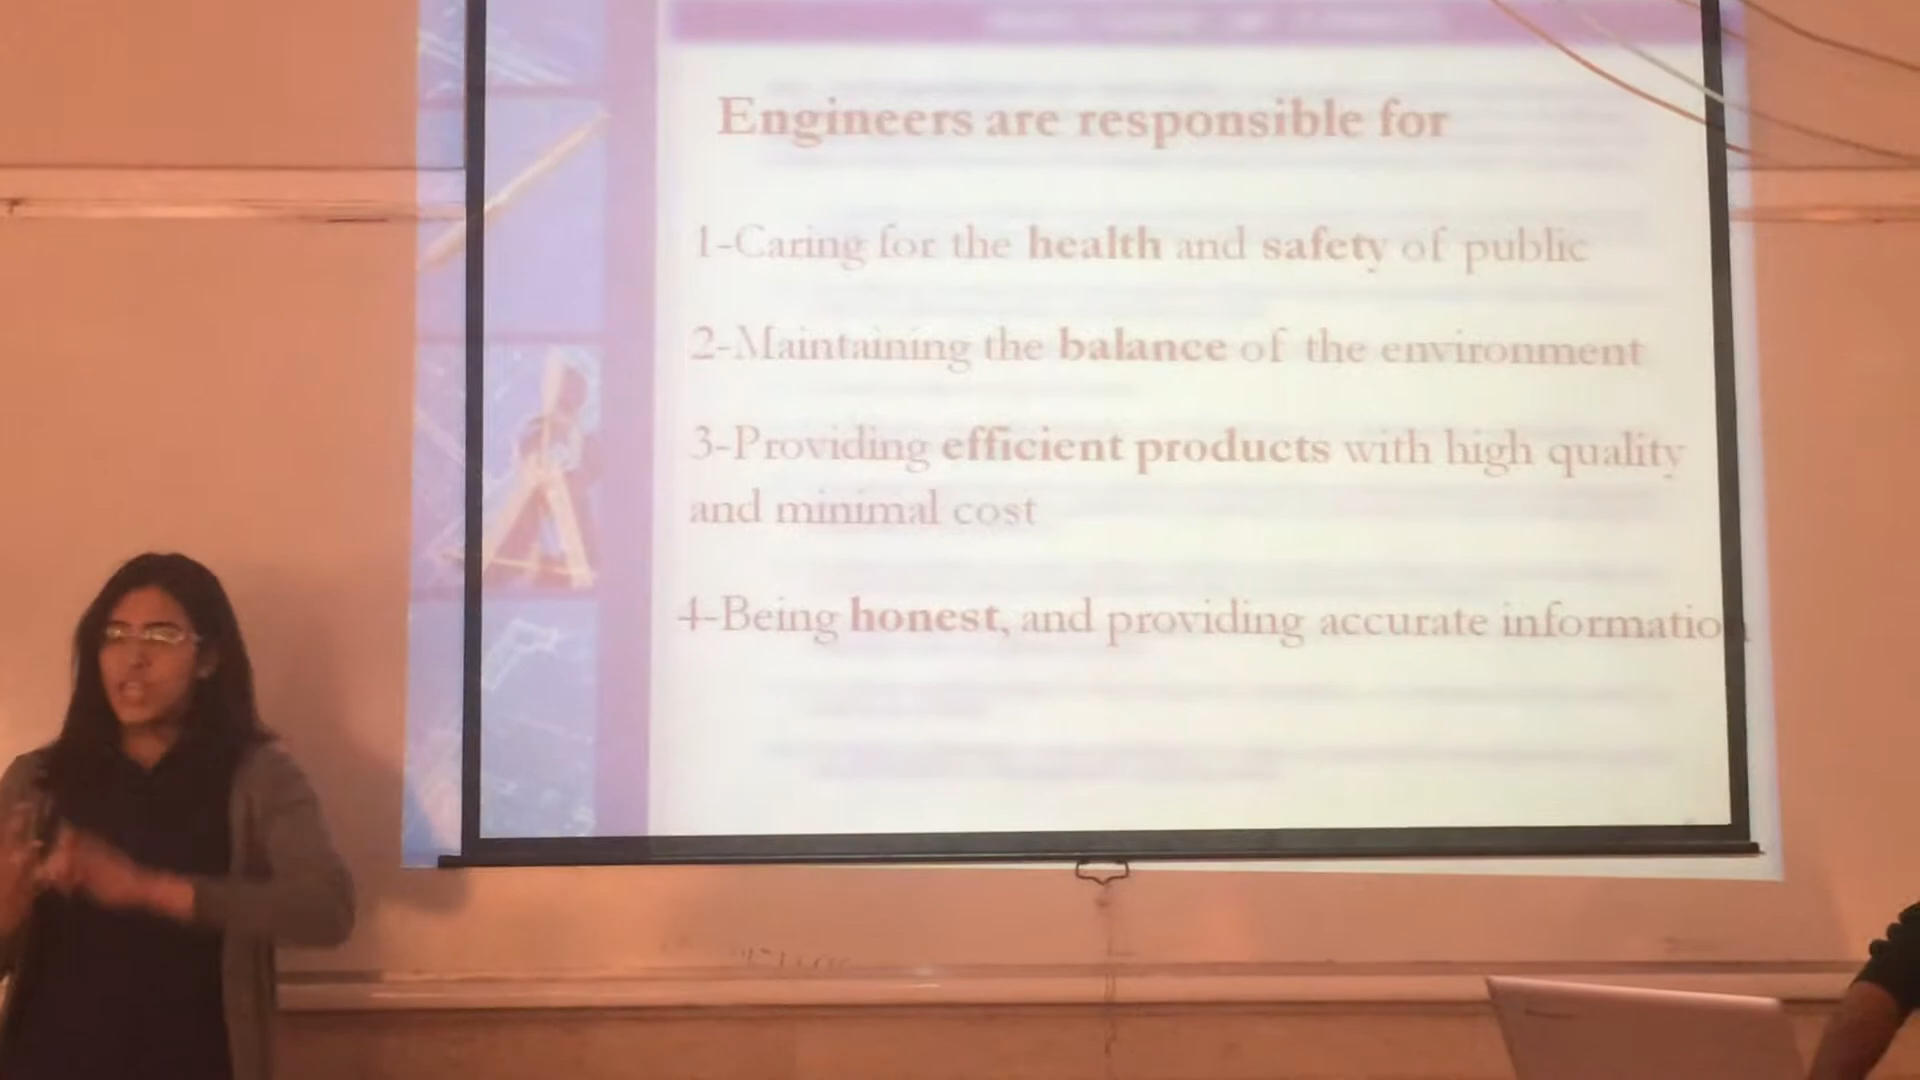 Engineers are responsible for
1-Caring for the health and safety of public
2-Maintaining the balance of the environment
3-Providing efficient products with high quality
and minimal cost
4-Being honest, and providing accurate information